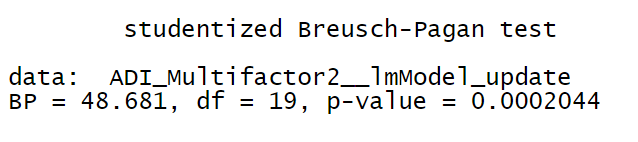 studentized Breusch-Pagan test
data:  ADI_Multifactor2__lmModel_update
BP = 48.681, df = 19, p-value = 0.0002044